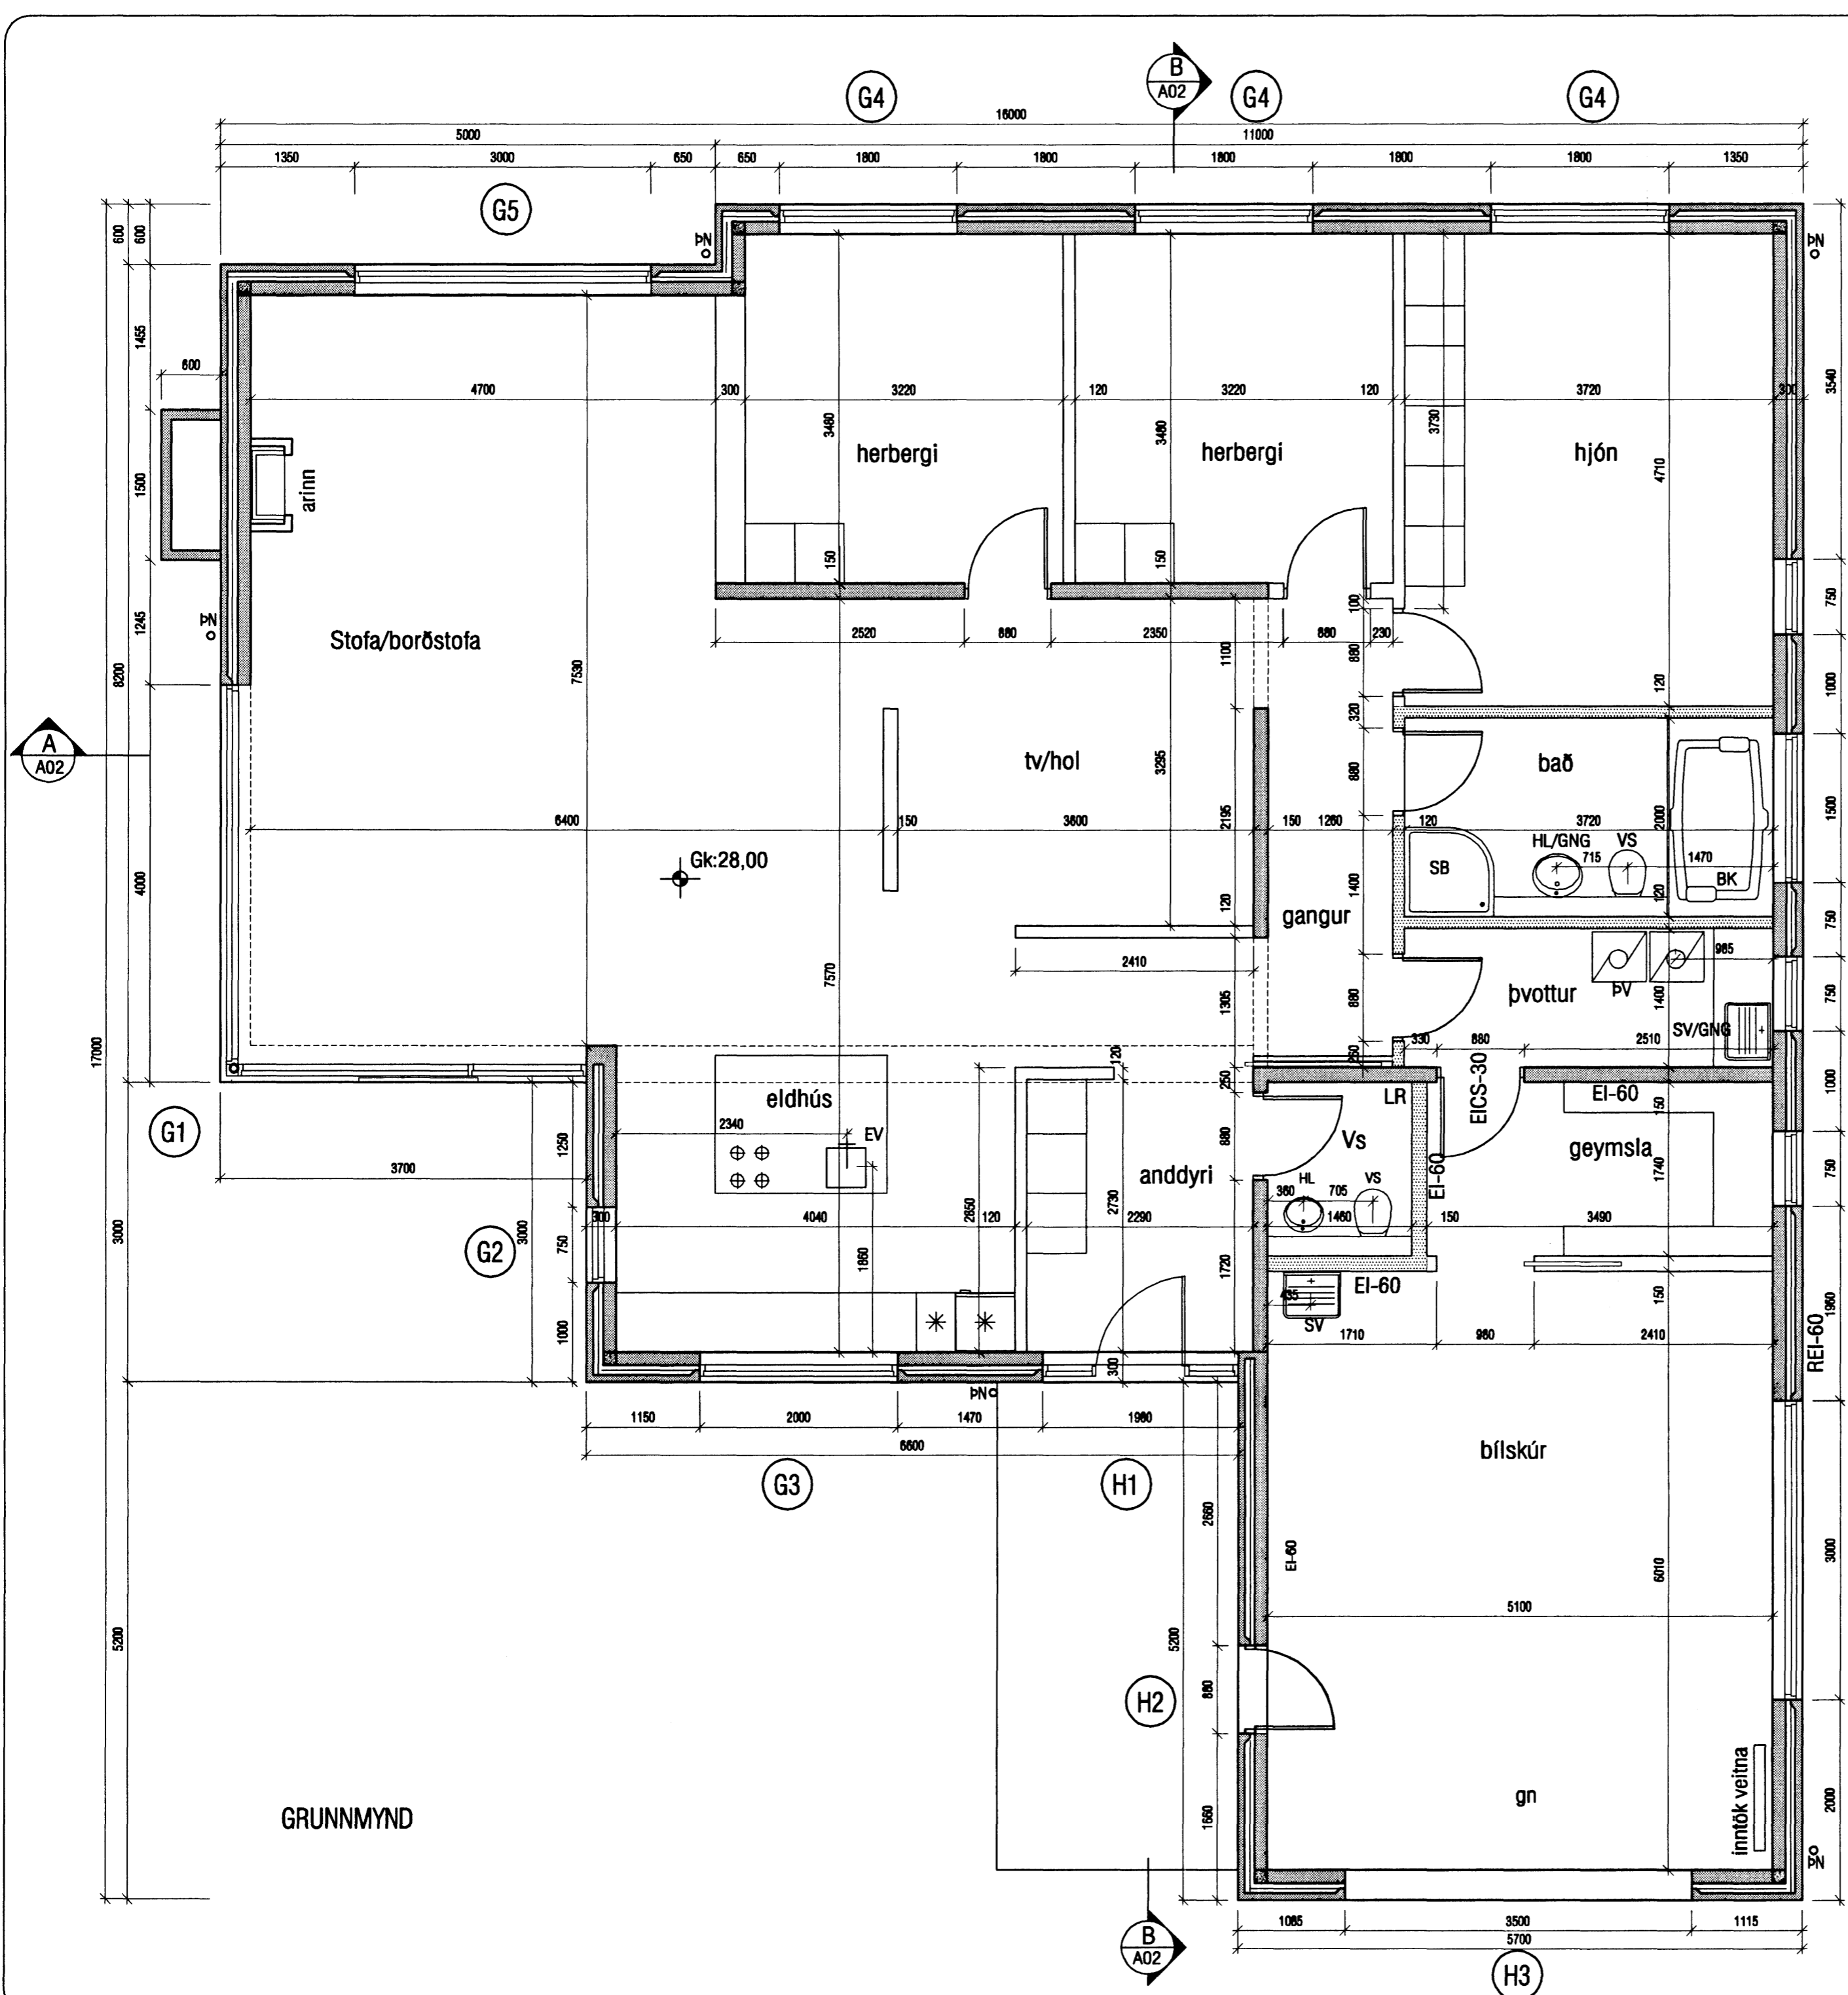 B
A02
G4
G4
G4
16000
5000
11000
1350
3000
650
650
1800
1800
1800
1800
1800
1350
G5
ÞN
ÞN
600
600
1455
600
4700
300
3220
120
3220
120
3720
300
3540
3480
3480
3730
4710
herbergi
herbergi
hjón
1500
arinn
150
150
750
1245
ÞN
Stofa/borðstofa
7530
2520
880
2350
880
230
100
880
1100
8200
1000
120
320
A
A02
tv/hol
3295
880
bað
6400
150
3600
2195
150
1260
120
3720
2000
1500
HL/GNG
VS
715
1470
Gk:28,00
SB
BK
4000
1400
120
120
gangur
750
2410
985
7570
1305
880
þvottur
ÞV
1400
SV/GNG
750
17000
330
880
2510
260
120
250
EICS-30
1000
eldhús
LR
EI-60
150
G1
2340
EV
1250
880
Vs
geymsla
1740
750
3700
anddyri
EI-60
HL
VS
360
705
3000
G2
3000
300
4040
2650
120
2730
2290
1460
150
3490
750
1860
1720
EI-60
150
435
SV
1000
1710
980
2410
1960
REI-60
300
ÞN
1150
2000
1470
1980
6600
bílskúr
G3
H1
2660
EI-60
6010
3000
5100
5200
5200
H2
880
gn
inntök veitna
GRUNNMYND
1660
2000
ÞN
B
A02
1085
3500
1115
5700
H3